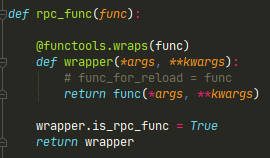 def rpc_func(func):
@functools.wraps(func)
def wrapper(*args, **kwargs):
# func_for_reload = func
return func(*args, **kwargs)
wrapper.is_rpc_func = True
return wrapper